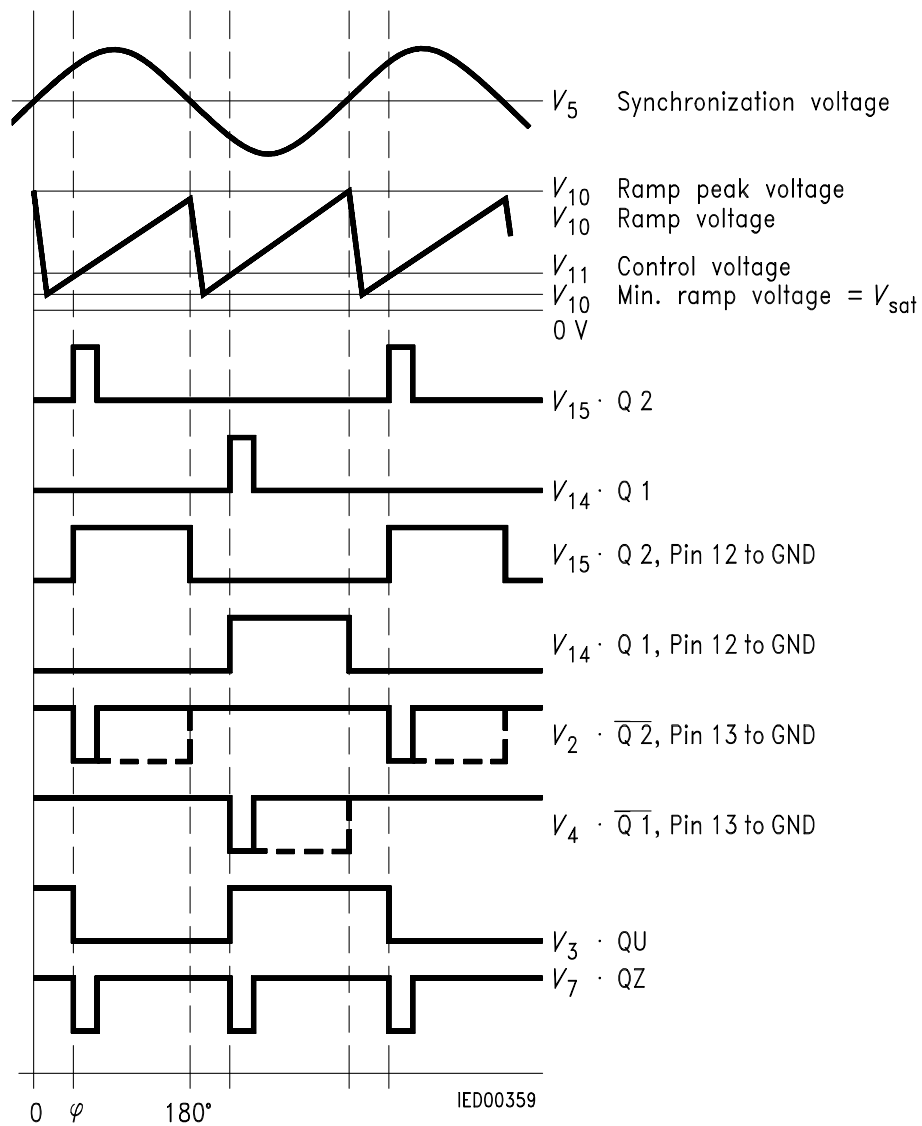 V5 Synchronization voltage
V10 Ramp peak voltage
V10 Ramp voltage
V11 Control voltage
V10 Min. ramp voltage = Vsat
0 V
V15 · Q 2
V14 · Q 1
V15 · Q 2, Pin 12 to GND
V14 · Q 1, Pin 12 to GND
V2 · Q̅ ̅2̅, Pin 13 to GND
V4 · Q̅ ̅1̅, Pin 13 to GND
V3 · QU
V7 · QZ
IED00359
0 φ 180°